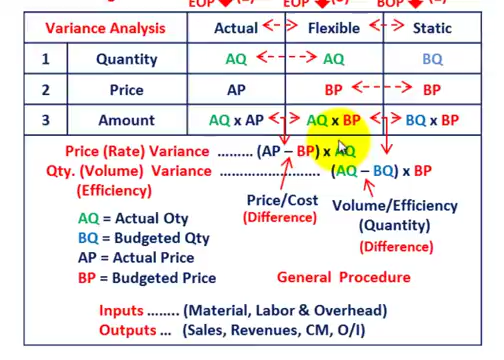 EOP EOP BOP
Variance Analysis Actual <--> Flexible <--> Static
1 Quantity AQ <----> AQ BQ
2 Price AP BP <----> BP
3 Amount AQ x AP <--> AQ x BP <--> BQ x BP
Price (Rate) Variance ......... (AP – BP) x AQ
Qty. (Volume) Variance ............................ (AQ – BQ) x BP
(Efficiency)
Price/Cost
(Difference)
Volume/Efficiency
(Quantity)
(Difference)
AQ = Actual Qty
BQ = Budgeted Qty
AP = Actual Price
BP = Budgeted Price
General Procedure
Inputs ........ (Material, Labor & Overhead)
Outputs ... (Sales, Revenues, CM, O/I)